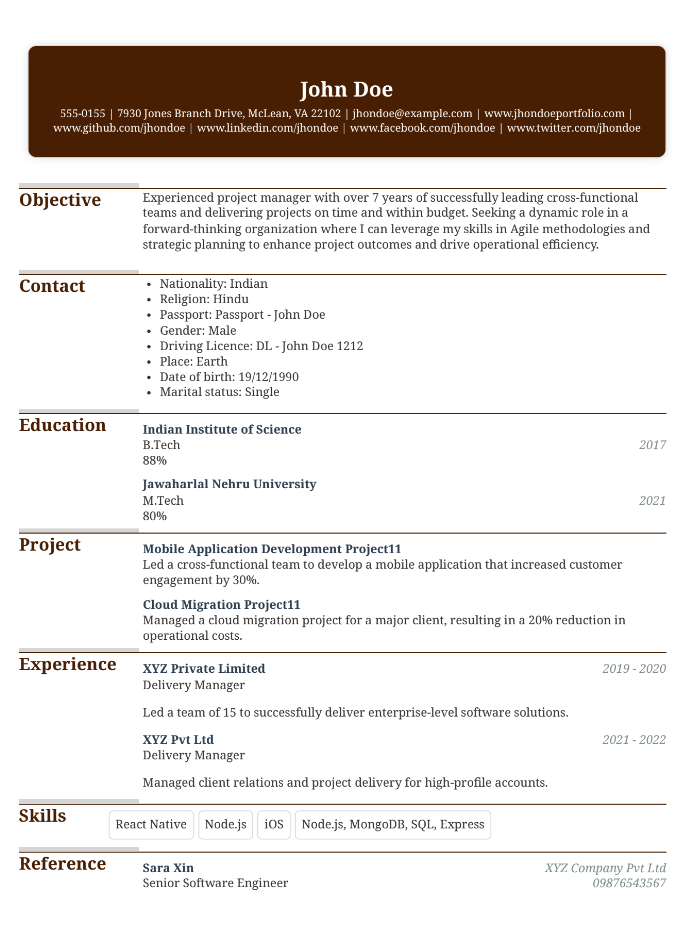 John Doe
555-0155 | 7930 Jones Branch Drive, McLean, VA 22102 | jhondoe@example.com | www.jhondoeportfolio.com |
www.github.com/jhondoe | www.linkedin.com/jhondoe | www.facebook.com/jhondoe | www.twitter.com/jhondoe
Objective
Experienced project manager with over 7 years of successfully leading cross-functional
teams and delivering projects on time and within budget. Seeking a dynamic role in a
forward-thinking organization where I can leverage my skills in Agile methodologies and
strategic planning to enhance project outcomes and drive operational efficiency.
Contact
• Nationality: Indian
• Religion: Hindu
• Passport: Passport - John Doe
• Gender: Male
• Driving Licence: DL - John Doe 1212
• Place: Earth
• Date of birth: 19/12/1990
• Marital status: Single
Education
Indian Institute of Science
B.Tech 2017
88%
Jawaharlal Nehru University
M.Tech 2021
80%
Project
Mobile Application Development Project11
Led a cross-functional team to develop a mobile application that increased customer
engagement by 30%.
Cloud Migration Project11
Managed a cloud migration project for a major client, resulting in a 20% reduction in
operational costs.
Experience
XYZ Private Limited 2019 - 2020
Delivery Manager
Led a team of 15 to successfully deliver enterprise-level software solutions.
XYZ Pvt Ltd 2021 - 2022
Delivery Manager
Managed client relations and project delivery for high-profile accounts.
Skills
React Native Node.js iOS Node.js, MongoDB, SQL, Express
Reference
Sara Xin XYZ Company Pvt Ltd
Senior Software Engineer 09876543567